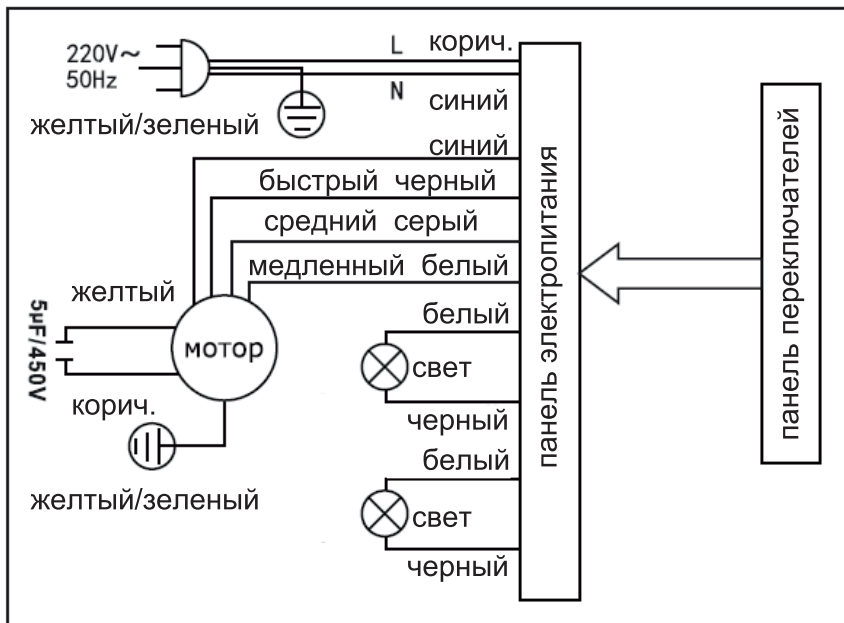 220V~
50Hz
L корич.
N
синий
желтый/зеленый
синий
быстрый черный
средний серый
медленный белый
желтый
5µF/450V
мотор
корич.
желтый/зеленый
белый
свет
черный
белый
свет
черный
панель электропитания
панель переключателей